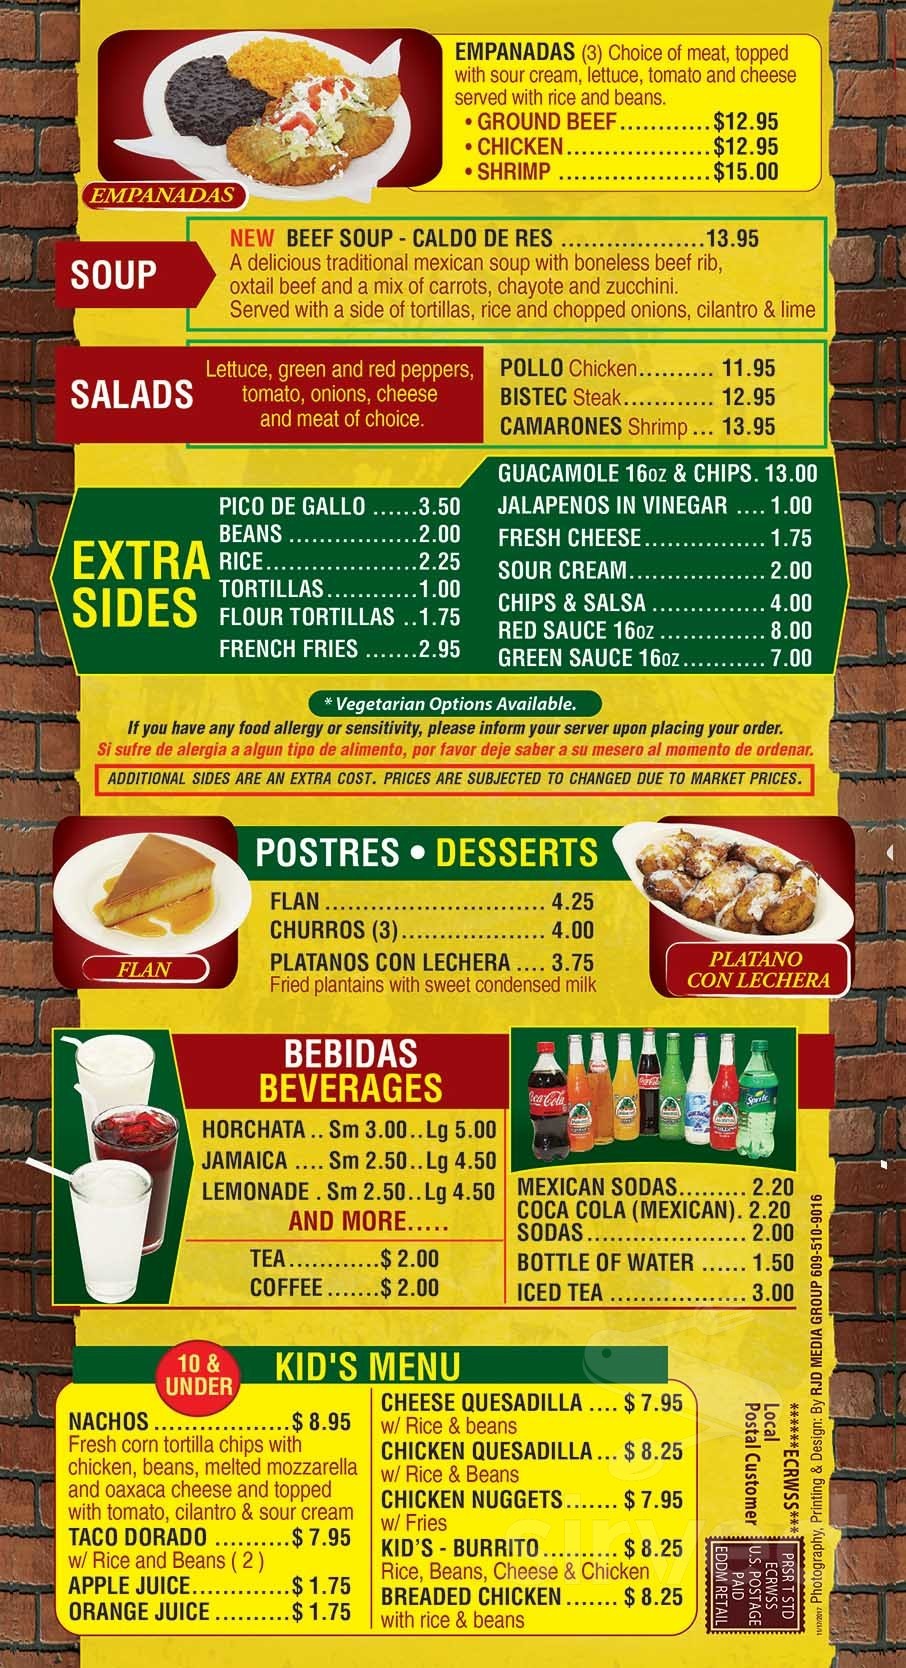 EMPANADAS (3) Choice of meat, topped
with sour cream, lettuce, tomato and cheese
served with rice and beans.
• GROUND BEEF............$12.95
• CHICKEN...................$12.95
• SHRIMP ....................$15.00
EMPANADAS
SOUP
NEW BEEF SOUP - CALDO DE RES ...................13.95
A delicious traditional mexican soup with boneless beef rib,
oxtail beef and a mix of carrots, chayote and zucchini.
Served with a side of tortillas, rice and chopped onions, cilantro & lime
SALADS
Lettuce, green and red peppers,
tomato, onions, cheese
and meat of choice.
POLLO Chicken.......... 11.95
BISTEC Steak............ 12.95
CAMARONES Shrimp ... 13.95
EXTRA
SIDES
PICO DE GALLO ......3.50
BEANS .................2.00
RICE....................2.25
TORTILLAS............1.00
FLOUR TORTILLAS ..1.75
FRENCH FRIES .......2.95
GUACAMOLE 16oz & CHIPS. 13.00
JALAPENOS IN VINEGAR .... 1.00
FRESH CHEESE................ 1.75
SOUR CREAM.................. 2.00
CHIPS & SALSA ............... 4.00
RED SAUCE 16oz .............. 8.00
GREEN SAUCE 16oz........... 7.00
* Vegetarian Options Available.
If you have any food allergy or sensitivity, please inform your server upon placing your order.
Si sufre de alergia a algun tipo de alimento, por favor deje saber a su mesero al momento de ordenar.
ADDITIONAL SIDES ARE AN EXTRA COST. PRICES ARE SUBJECTED TO CHANGED DUE TO MARKET PRICES.
POSTRES • DESSERTS
FLAN ............................ 4.25
CHURROS (3)................... 4.00
PLATANOS CON LECHERA .... 3.75
Fried plantains with sweet condensed milk
FLAN
PLATANO
CON LECHERA
BEBIDAS
BEVERAGES
HORCHATA .. Sm 3.00..Lg 5.00
JAMAICA .... Sm 2.50..Lg 4.50
LEMONADE . Sm 2.50..Lg 4.50
AND MORE.....
TEA............$ 2.00
COFFEE .......$ 2.00
Coca-Cola
Coca-Cola
Sprite
MEXICAN SODAS......... 2.20
COCA COLA (MEXICAN). 2.20
SODAS..................... 2.00
BOTTLE OF WATER ...... 1.50
ICED TEA .................. 3.00
10 &
UNDER
KID'S MENU
NACHOS ..................$ 8.95
Fresh corn tortilla chips with
chicken, beans, melted mozzarella
and oaxaca cheese and topped
with tomato, cilantro & sour cream
TACO DORADO ..........$ 7.95
w/ Rice and Beans ( 2 )
APPLE JUICE.............$ 1.75
ORANGE JUICE ..........$ 1.75
CHEESE QUESADILLA .... $ 7.95
w/ Rice & beans
CHICKEN QUESADILLA ... $ 8.25
w/ Rice & Beans
CHICKEN NUGGETS....... $ 7.95
w/ Fries
KID'S - BURRITO.......... $ 8.25
Rice, Beans, Cheese & Chicken
BREADED CHICKEN ....... $ 8.25
with rice & beans
******ECRWSS***
Local
Postal Customer
PRSR T STD
ECRWSS
U.S. POSTAGE
PAID
EDDM RETAIL
11/7/2017 Photography, Printing & Design: By RJD MEDIA GROUP 609-510-9016
sirved